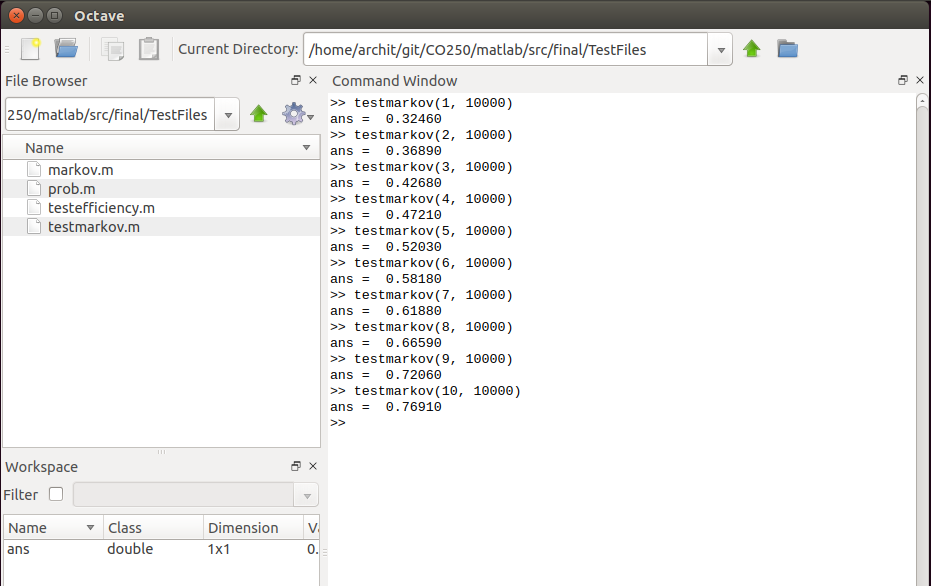 Octave
Current Directory: /home/archit/git/CO250/matlab/src/final/TestFiles
File Browser
250/matlab/src/final/TestFiles
Name
markov.m
prob.m
testefficiency.m
testmarkov.m
Workspace
Filter
Name Class Dimension
ans double 1x1 0.
Command Window
>> testmarkov(1, 10000)
ans = 0.32460
>> testmarkov(2, 10000)
ans = 0.36890
>> testmarkov(3, 10000)
ans = 0.42680
>> testmarkov(4, 10000)
ans = 0.47210
>> testmarkov(5, 10000)
ans = 0.52030
>> testmarkov(6, 10000)
ans = 0.58180
>> testmarkov(7, 10000)
ans = 0.61880
>> testmarkov(8, 10000)
ans = 0.66590
>> testmarkov(9, 10000)
ans = 0.72060
>> testmarkov(10, 10000)
ans = 0.76910
>>